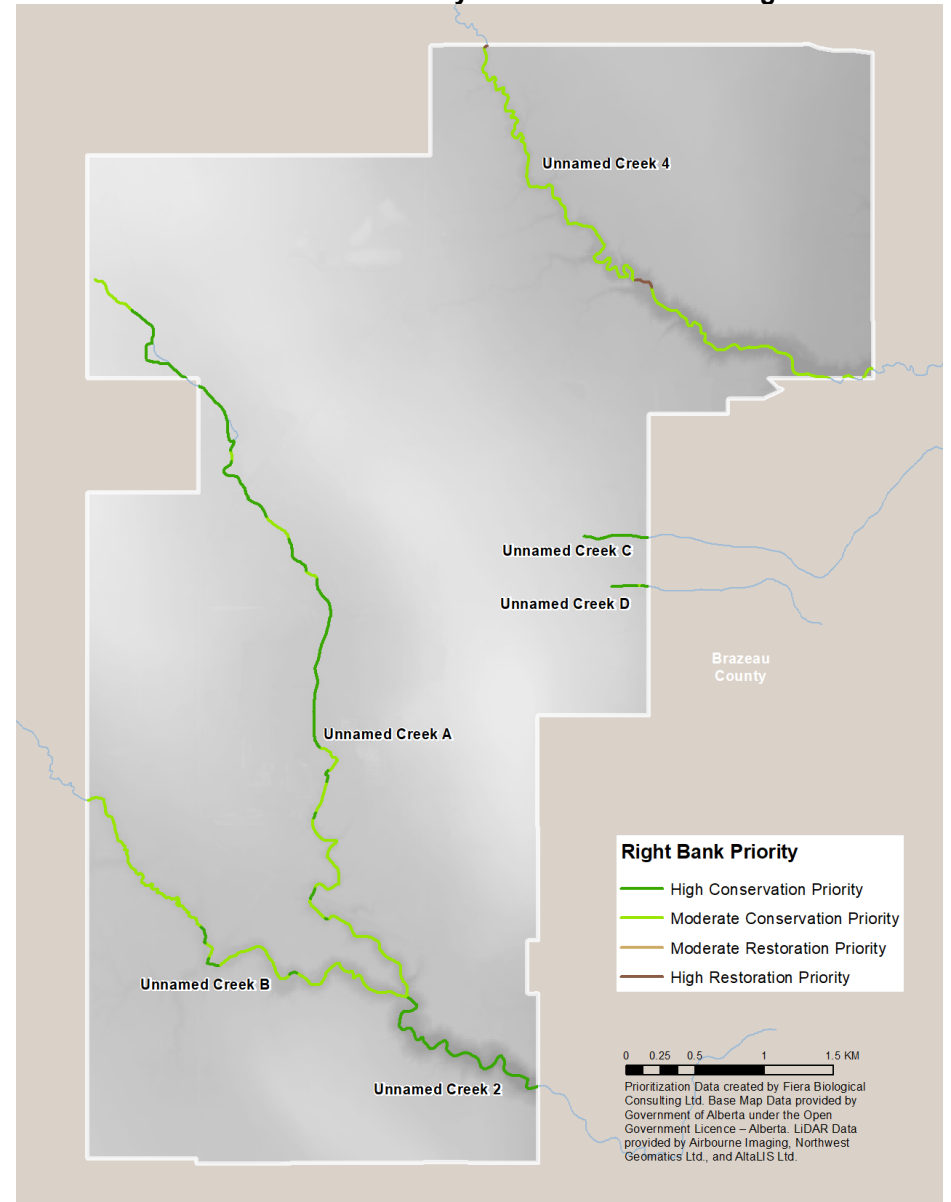 Unnamed Creek 4
Unnamed Creek C
Unnamed Creek D
Brazeau
County
Unnamed Creek A
Right Bank Priority
High Conservation Priority
Moderate Conservation Priority
Moderate Restoration Priority
High Restoration Priority
Unnamed Creek B
Unnamed Creek 2
0 0.25 0.5 1 1.5 KM
Prioritization Data created by Fiera Biological
Consulting Ltd. Base Map Data provided by
Government of Alberta under the Open
Government Licence – Alberta. LiDAR Data
provided by Airbourne Imaging, Northwest
Geomatics Ltd., and AltaLIS Ltd.